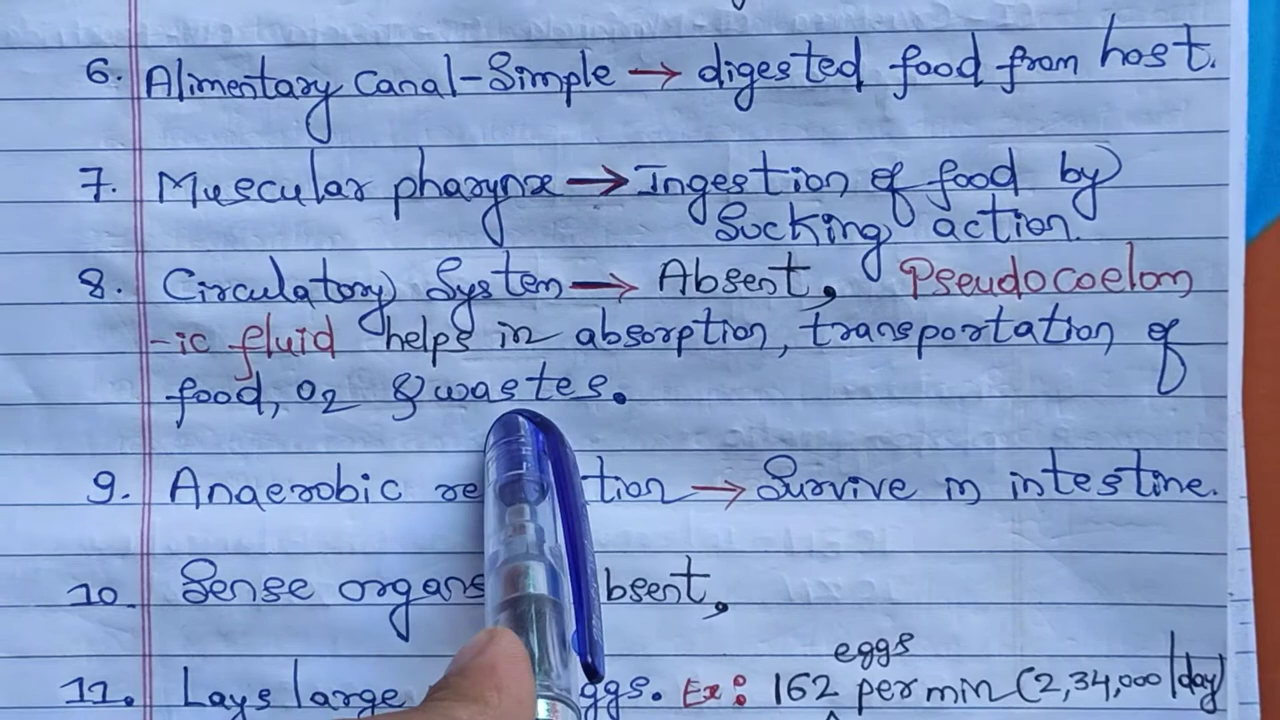 6. Alimentary Canal-Simple → digested food from host.
7. Muscular pharynx → Ingestion of food by
Sucking action.
8. Circulatory System → Absent, Pseudocoelom
-ic fluid helps in absorption, transportation of
food, O2 & wastes.
9. Anaerobic re tion → Survive in intestine.
10. Sense organs bsent,
eggs
11. Lays large ggs. Ex: 162 per min (2,34,000/day)